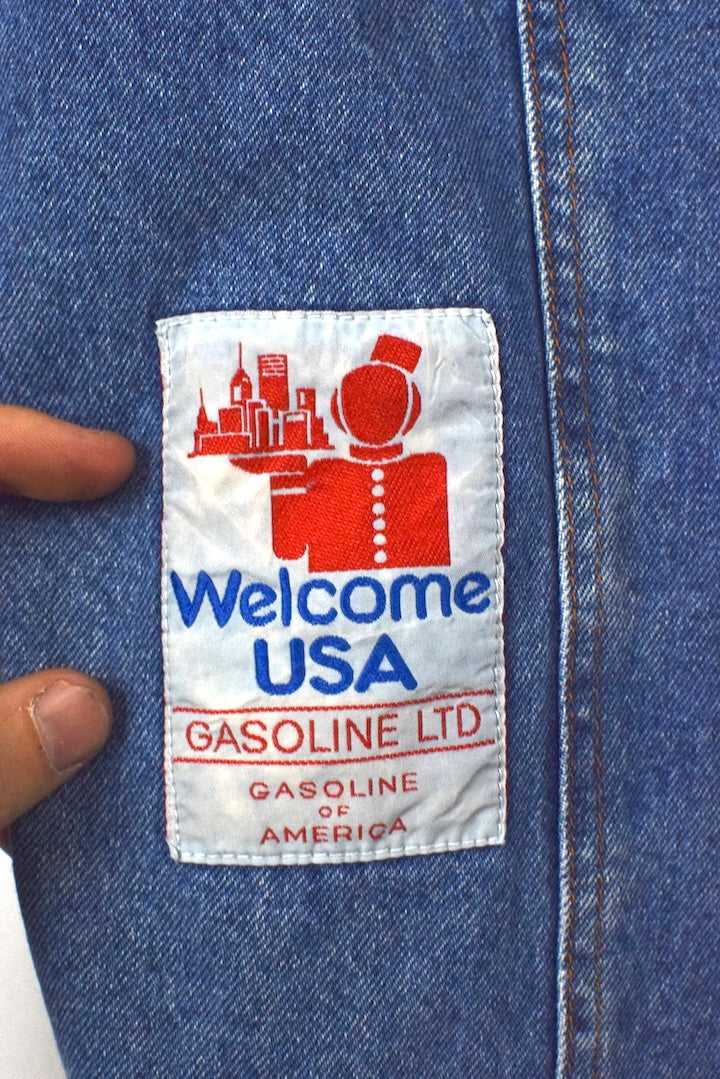 Welcome
USA
GASOLINE LTD
GASOLINE
OF
AMERICA